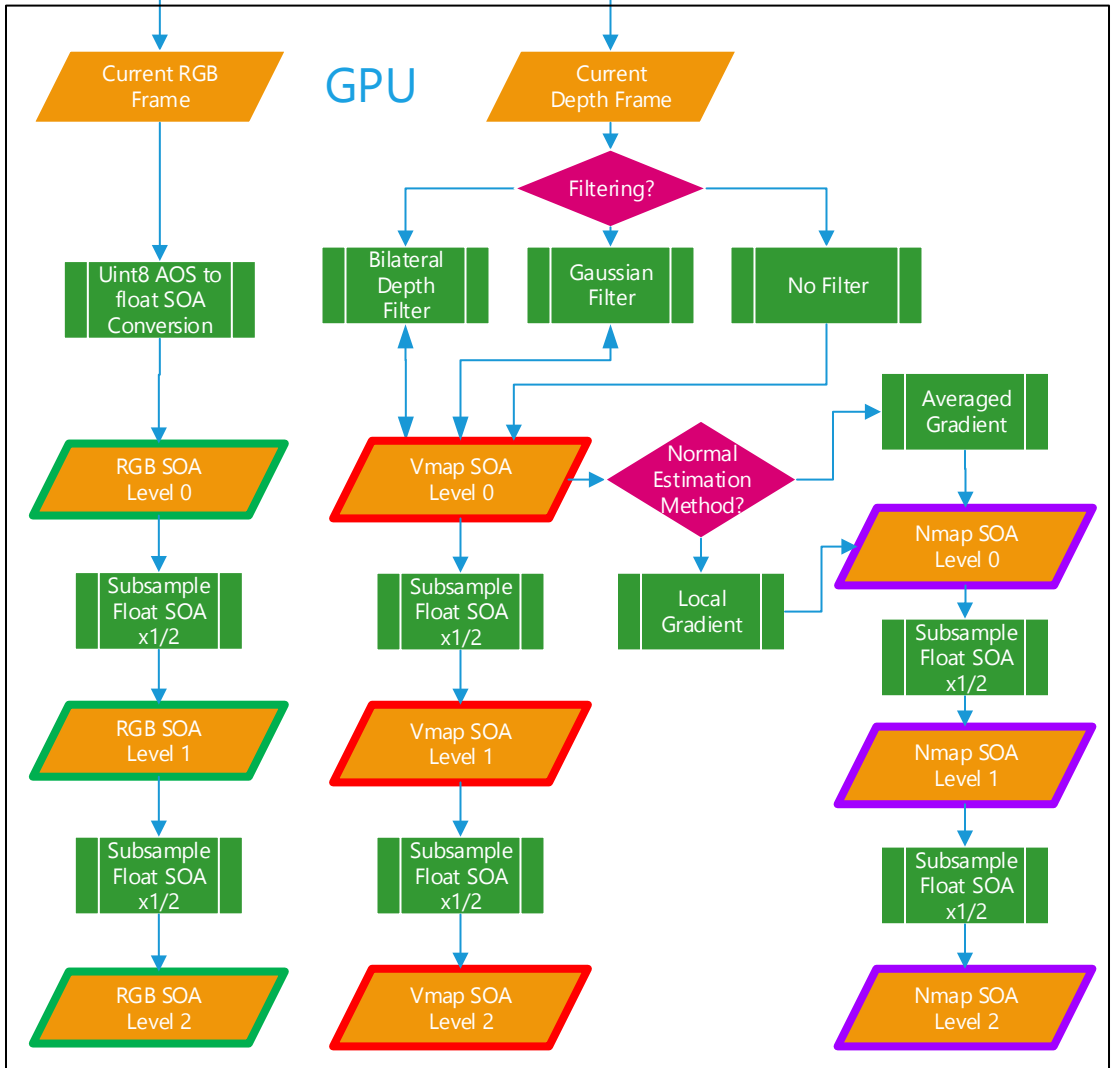 Current RGB
Frame
GPU
Current
Depth Frame
Filtering?
Uint8 AOS to
float SOA
Conversion
Bilateral
Depth
Filter
Gaussian
Filter
No Filter
Averaged
Gradient
RGB SOA
Level 0
Vmap SOA
Level 0
Normal
Estimation
Method?
Nmap SOA
Level 0
Subsample
Float SOA
x1/2
Subsample
Float SOA
x1/2
Local
Gradient
Subsample
Float SOA
x1/2
RGB SOA
Level 1
Vmap SOA
Level 1
Nmap SOA
Level 1
Subsample
Float SOA
x1/2
Subsample
Float SOA
x1/2
Subsample
Float SOA
x1/2
RGB SOA
Level 2
Vmap SOA
Level 2
Nmap SOA
Level 2